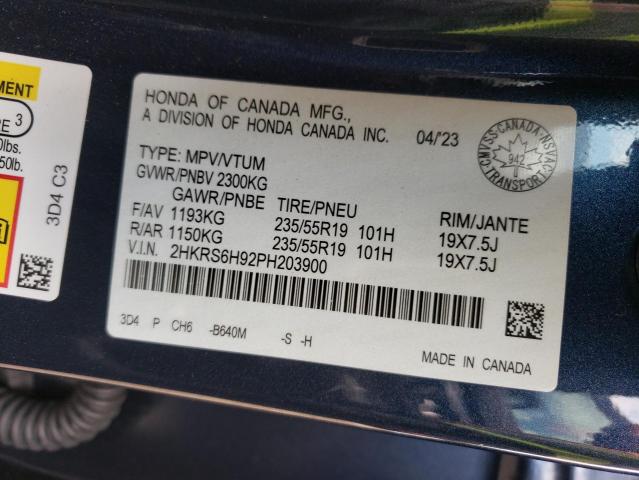 MENT
3
lbs.
50lb.
3D4 C3
HONDA OF CANADA MFG.,
A DIVISION OF HONDA CANADA INC. 04/'23
CMVSS-CANADA-NSVAC
942
TRANSPORT
TYPE: MPV/VTUM
GVWR/PNBV 2300KG
GAWR/PNBE TIRE/PNEU RIM/JANTE
F/AV 1193KG 235/55R19 101H 19X7.5J
R/AR 1150KG 235/55R19 101H 19X7.5J
V.I.N. 2HKRS6H92PH203900
3D4 P CH6 -B640M -S -H
MADE IN CANADA